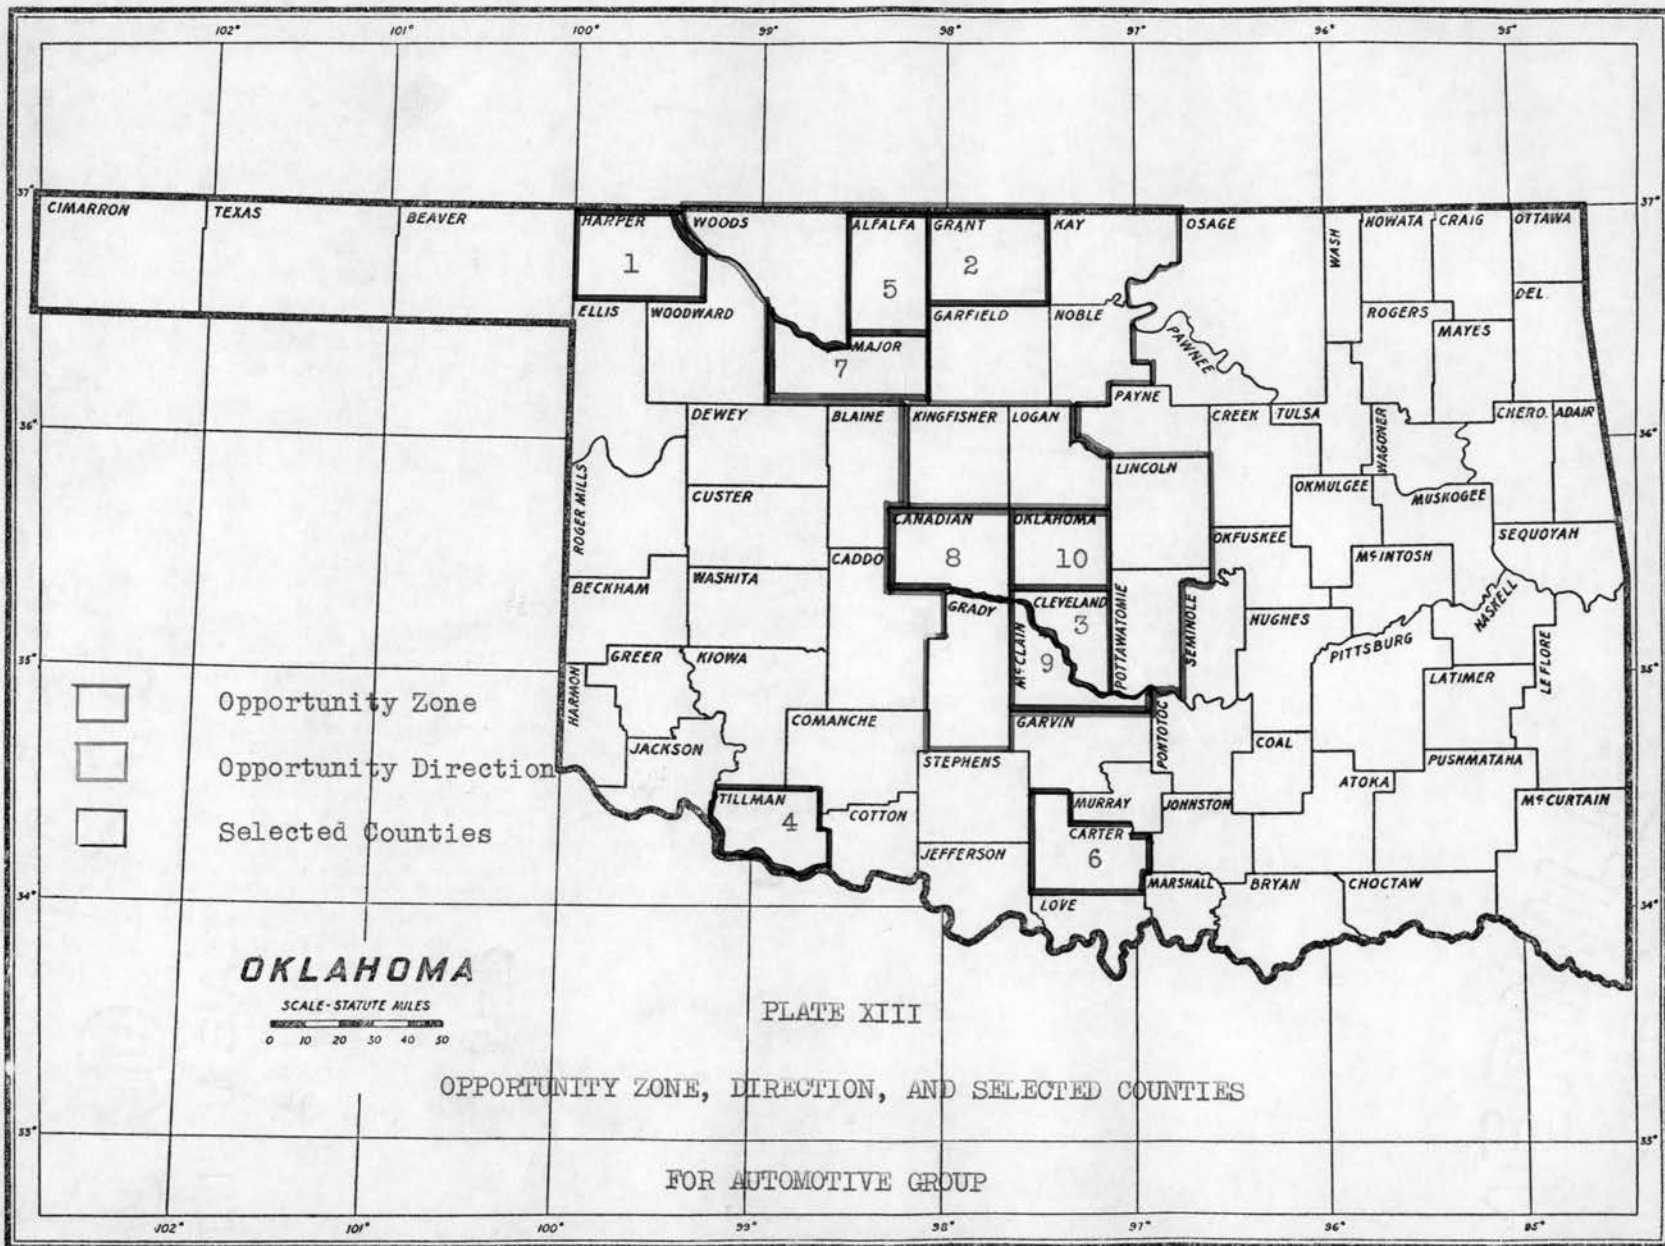 102° 101° 100° 99° 98° 97° 96° 95°
37° 37°
CIMARRON TEXAS BEAVER HARPER WOODS ALFALFA GRANT KAY OSAGE WASH NOWATA CRAIG OTTAWA
1 5 2
DEL.
ELLIS WOODWARD GARFIELD NOBLE ROGERS
MAJOR PAWNEE MAYES
7
PAYNE
DEWEY BLAINE KINGFISHER LOGAN CREEK TULSA WAGONER CHERO. ADAIR
36° 36°
LINCOLN
ROGER MILLS CUSTER OKMULGEE MUSKOGEE
CANADIAN OKLAHOMA
OKFUSKEE SEQUOYAH
CADDO 8 10 McINTOSH
BECKHAM WASHITA
GRADY CLEVELAND POTTAWATOMIE SEMINOLE HUGHES HASKELL
3
McCLAIN 9 PITTSBURG LE FLORE
35° GREER KIOWA 35°
HARMON LATIMER
Opportunity Zone
COMANCHE GARVIN PONTOTOC
JACKSON COAL
Opportunity Direction
STEPHENS PUSHMATAHA
ATOKA
TILLMAN MURRAY JOHNSTON McCURTAIN
4 COTTON
Selected Counties
CARTER
JEFFERSON 6
MARSHALL BRYAN CHOCTAW
34° LOVE 34°
OKLAHOMA
SCALE-STATUTE MILES
0 10 20 30 40 50
PLATE XIII
OPPORTUNITY ZONE, DIRECTION, AND SELECTED COUNTIES
33° 33°
FOR AUTOMOTIVE GROUP
102° 101° 100° 99° 98° 97° 96° 95°